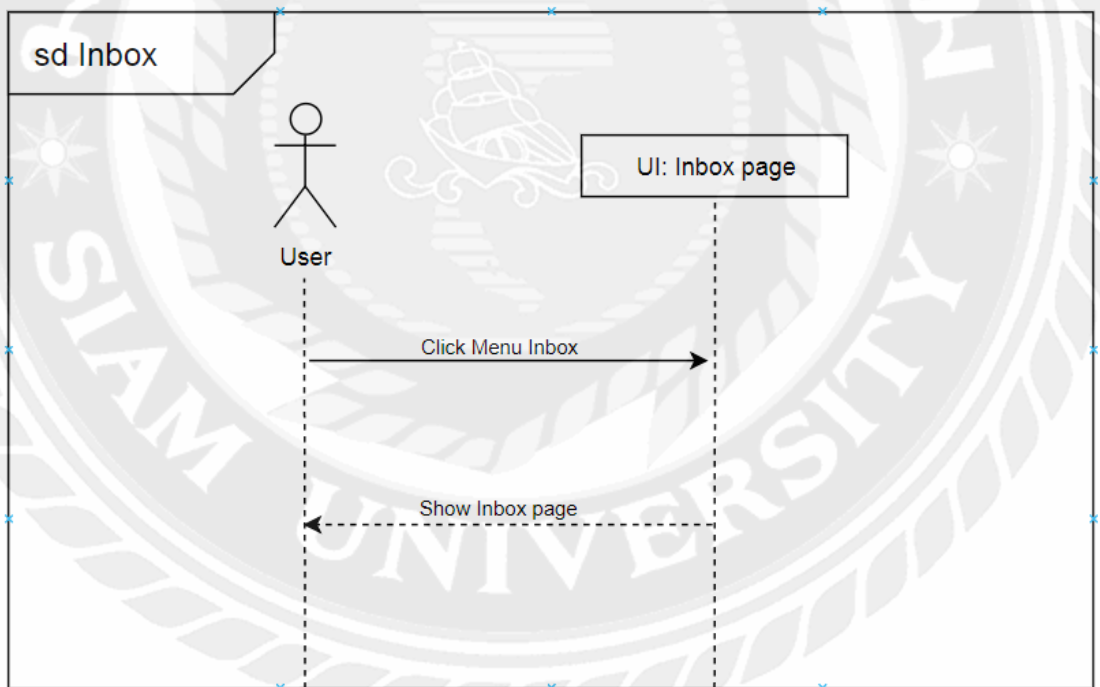 sd Inbox
UI: Inbox page
User
Click Menu Inbox
Show Inbox page
SIAM UNIVERSITY